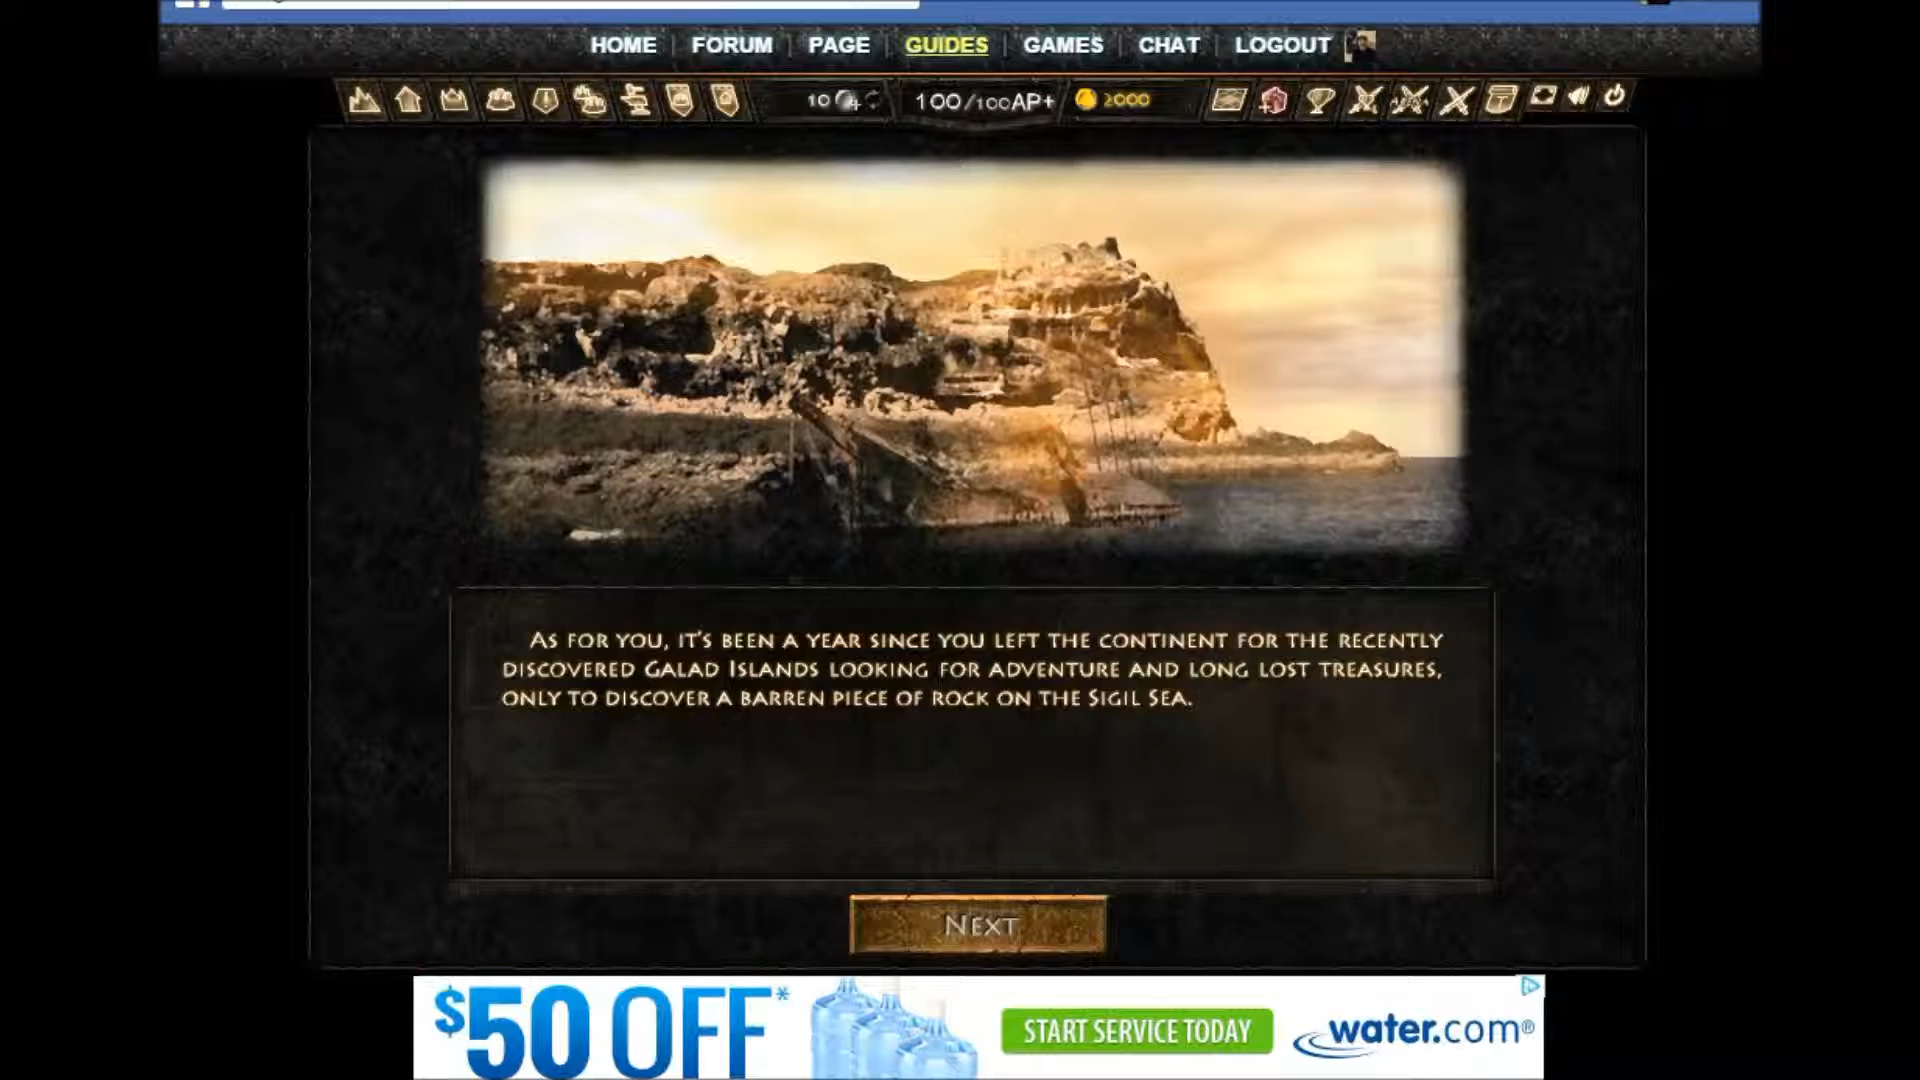 HOME FORUM PAGE GUIDES GAMES CHAT LOGOUT
10 100/100AP+ 2000
As for you, it's been a year since you left the continent for the recently
discovered Galad Islands looking for adventure and long lost treasures,
only to discover a barren piece of rock on the Sigil Sea.
Next
$50 OFF* START SERVICE TODAY water.com®